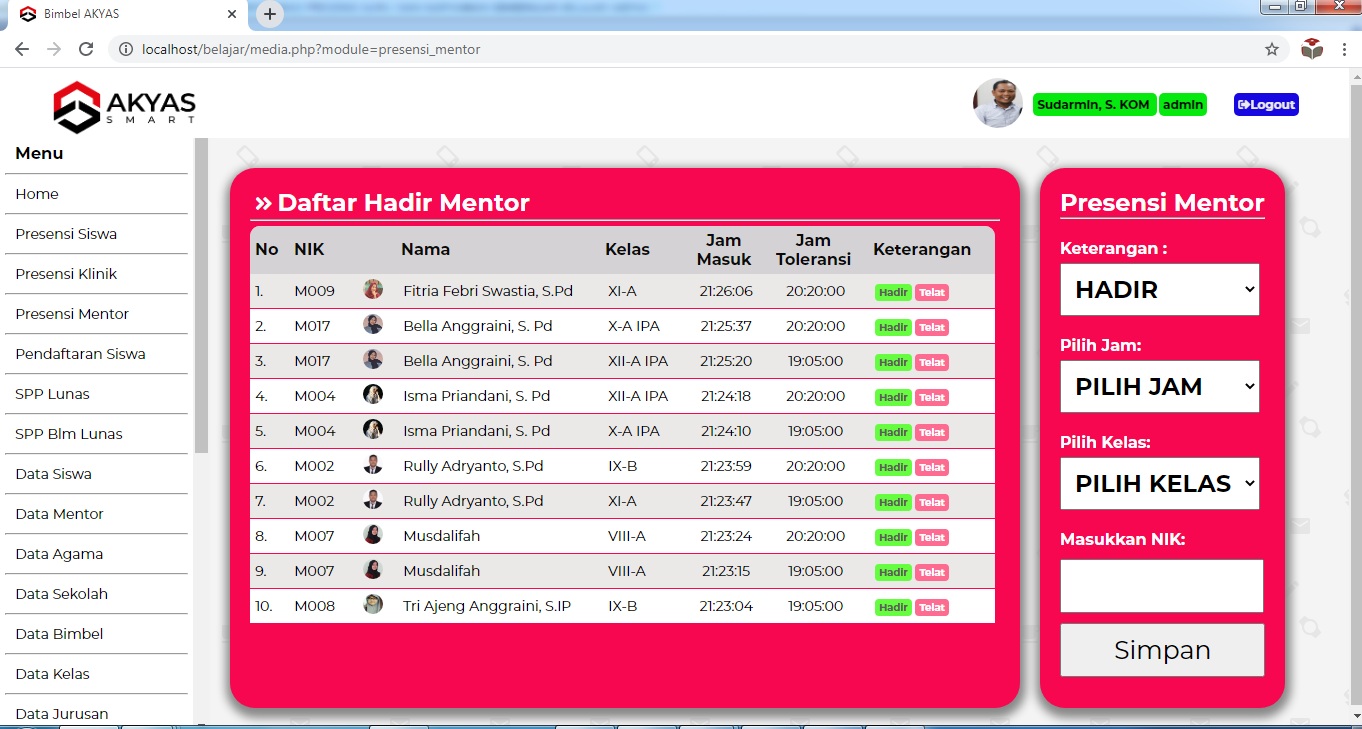 Bimbel AKYAS
localhost/belajar/media.php?module=presensi_mentor
AKYAS
SMART
Sudarmin, S. KOM admin Logout
Menu
Home
Presensi Siswa
Presensi Klinik
Presensi Mentor
Pendaftaran Siswa
SPP Lunas
SPP Blm Lunas
Data Siswa
Data Mentor
Data Agama
Data Sekolah
Data Bimbel
Data Kelas
Data Jurusan
» Daftar Hadir Mentor
No NIK Nama Kelas Jam Masuk Jam Toleransi Keterangan
1. M009 Fitria Febri Swastia, S.Pd XI-A 21:26:06 20:20:00 Hadir Telat
2. M017 Bella Anggraini, S. Pd X-A IPA 21:25:37 20:20:00 Hadir Telat
3. M017 Bella Anggraini, S. Pd XII-A IPA 21:25:20 19:05:00 Hadir Telat
4. M004 Isma Priandani, S. Pd XII-A IPA 21:24:18 20:20:00 Hadir Telat
5. M004 Isma Priandani, S. Pd X-A IPA 21:24:10 19:05:00 Hadir Telat
6. M002 Rully Adryanto, S.Pd IX-B 21:23:59 20:20:00 Hadir Telat
7. M002 Rully Adryanto, S.Pd XI-A 21:23:47 19:05:00 Hadir Telat
8. M007 Musdalifah VIII-A 21:23:24 20:20:00 Hadir Telat
9. M007 Musdalifah VIII-A 21:23:15 19:05:00 Hadir Telat
10. M008 Tri Ajeng Anggraini, S.IP IX-B 21:23:04 19:05:00 Hadir Telat
Presensi Mentor
Keterangan :
HADIR
Pilih Jam:
PILIH JAM
Pilih Kelas:
PILIH KELAS
Masukkan NIK:
Simpan